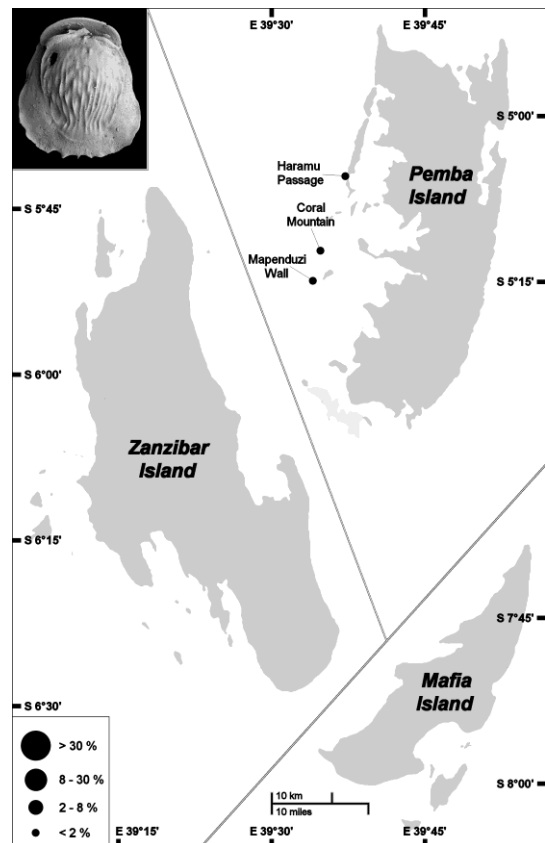 E 39°30'
E 39°45'
S 5°00'
Haramu
Passage
Pemba
Island
S 5°45'
Coral
Mountain
Mapenduzi
Wall
S 5°15'
S 6°00'
Zanzibar
Island
S 6°15'
S 7°45'
Mafia
Island
S 6°30'
> 30 %
8 - 30 %
2 - 8 %
< 2 %
10 km
10 miles
S 8°00'
E 39°15'
E 39°30'
E 39°45'